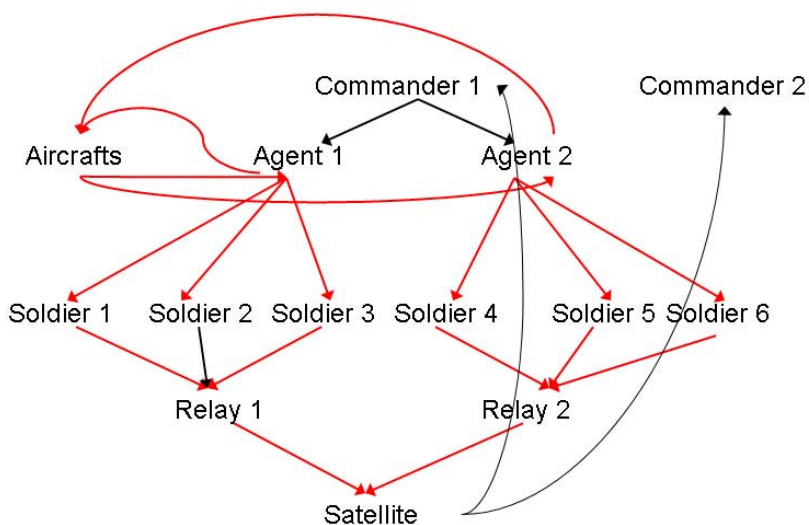 Commander 1
Commander 2
Aircrafts
Agent 1
Agent 2
Soldier 1
Soldier 2
Soldier 3
Soldier 4
Soldier 5
Soldier 6
Relay 1
Relay 2
Satellite